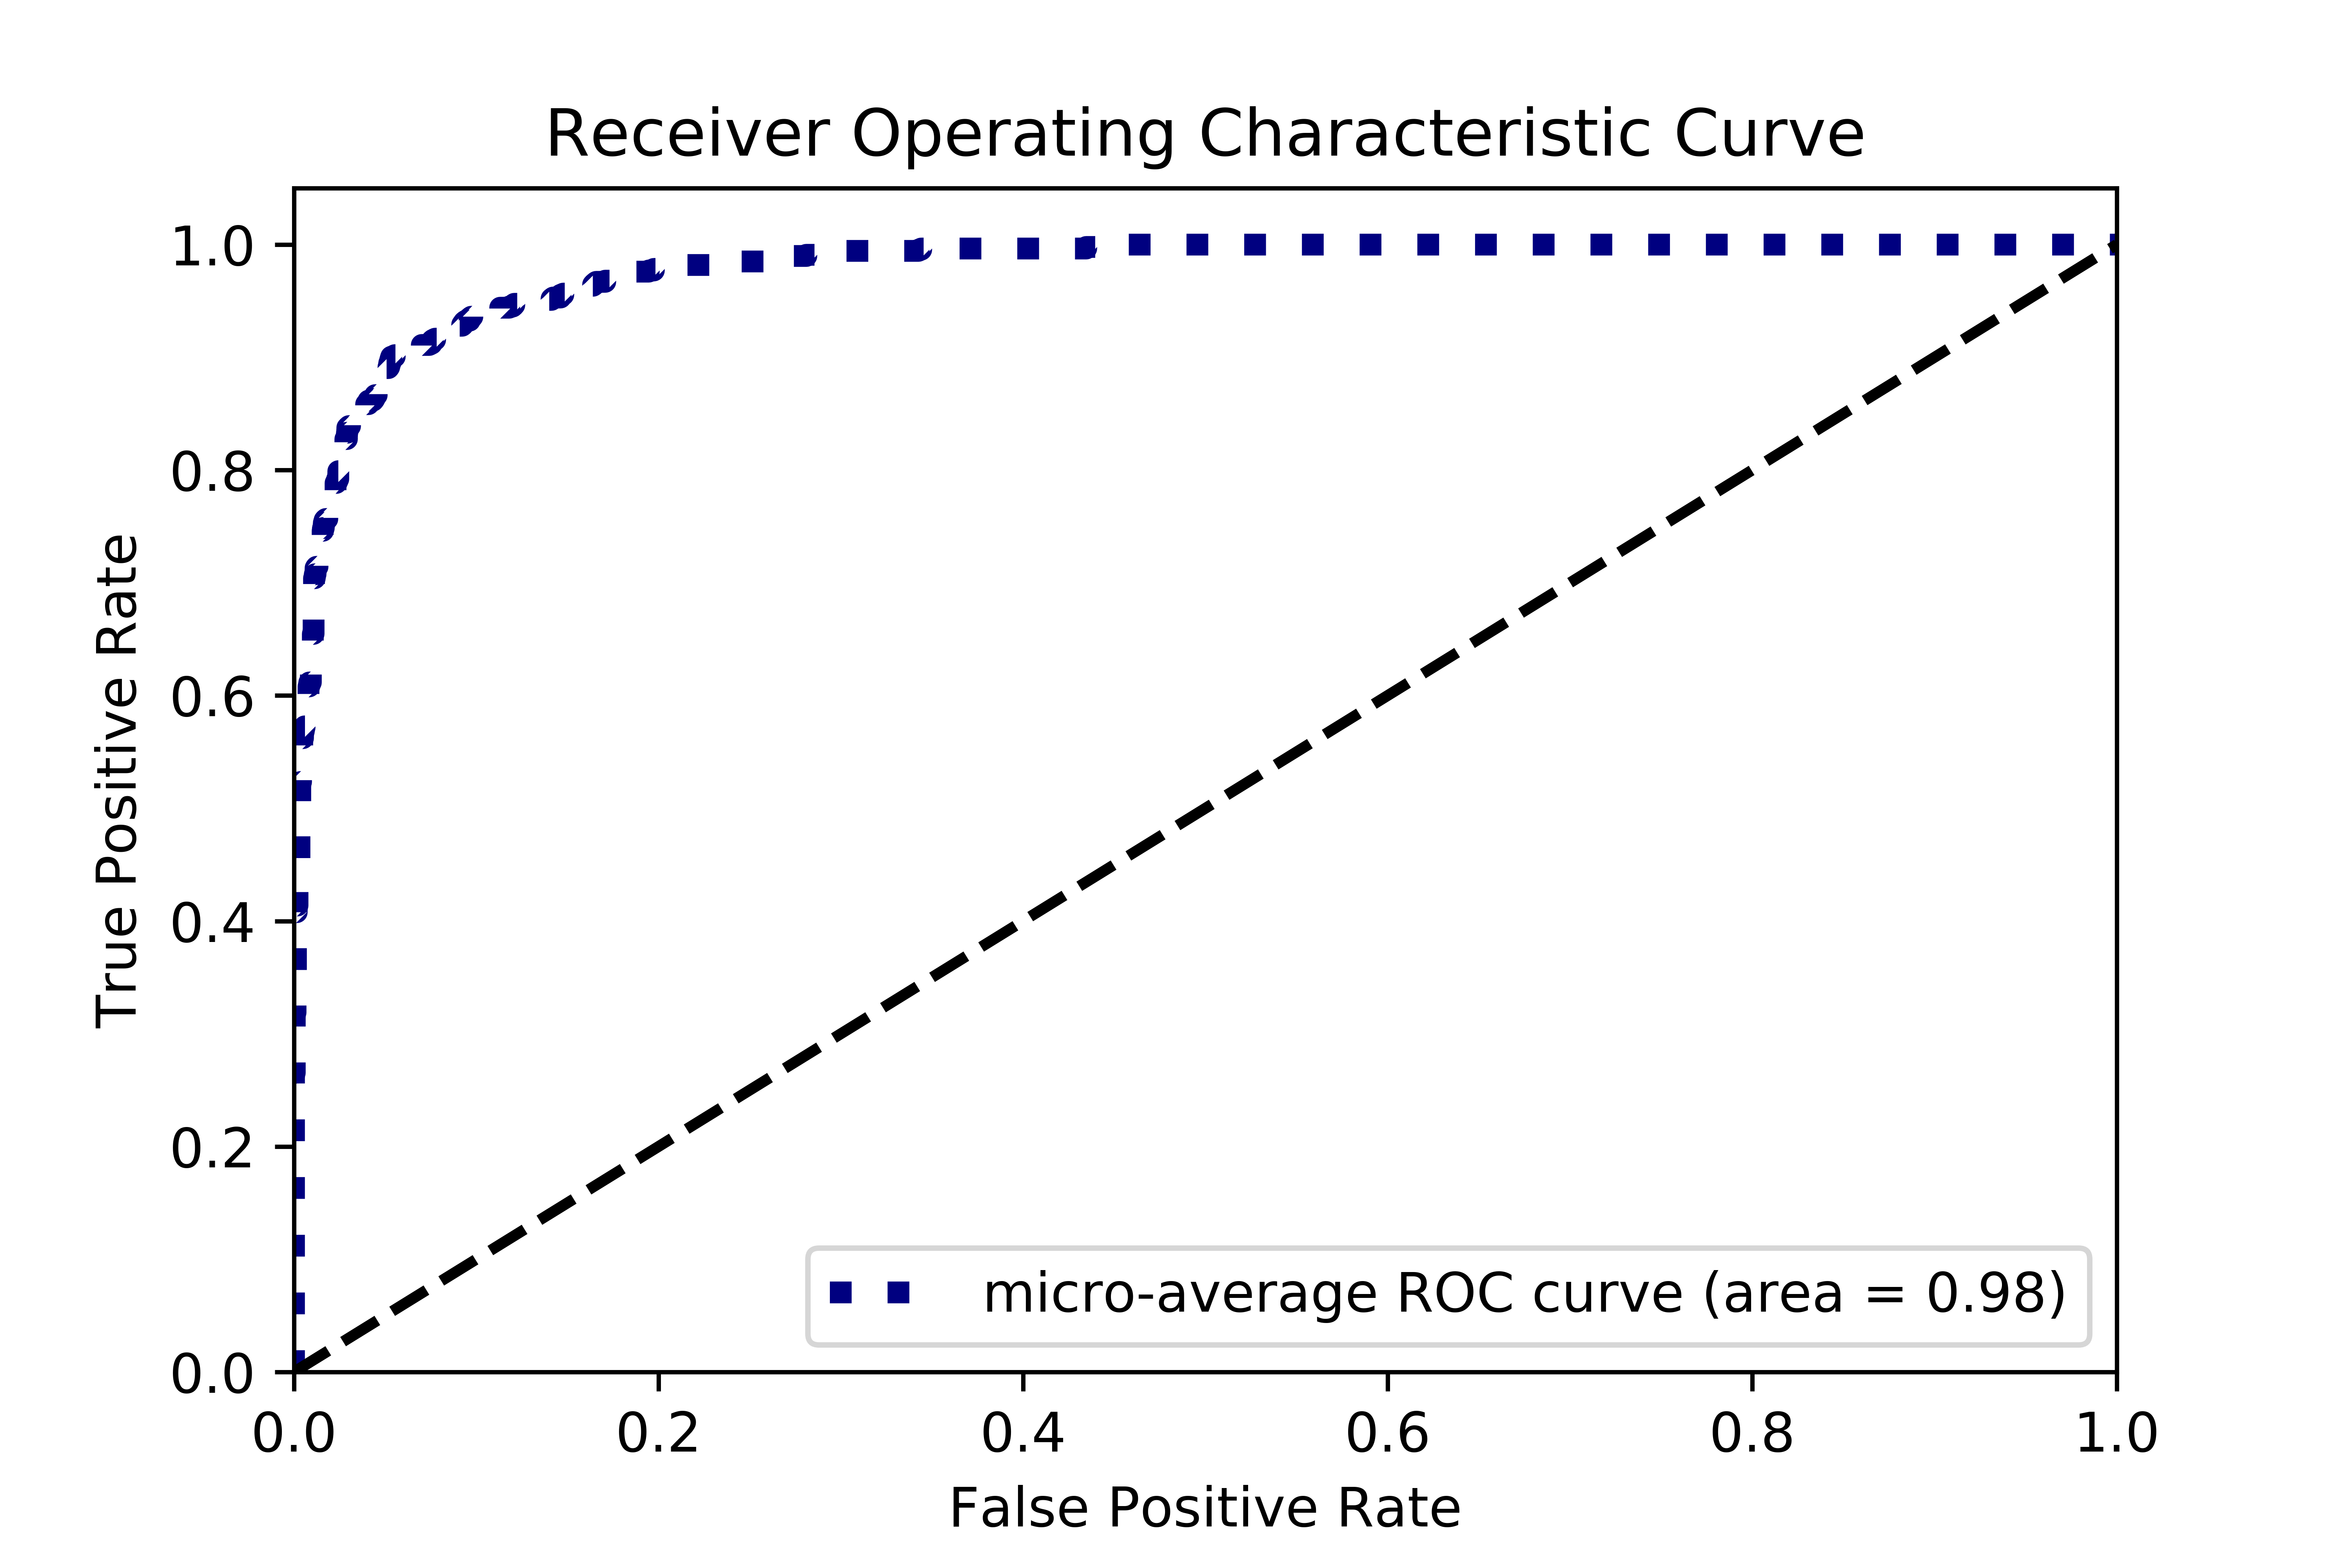 Receiver Operating Characteristic Curve
1.0
0.8
0.6
0.4
0.2
0.0
True Positive Rate
micro-average ROC curve (area = 0.98)
0.0 0.2 0.4 0.6 0.8 1.0
False Positive Rate